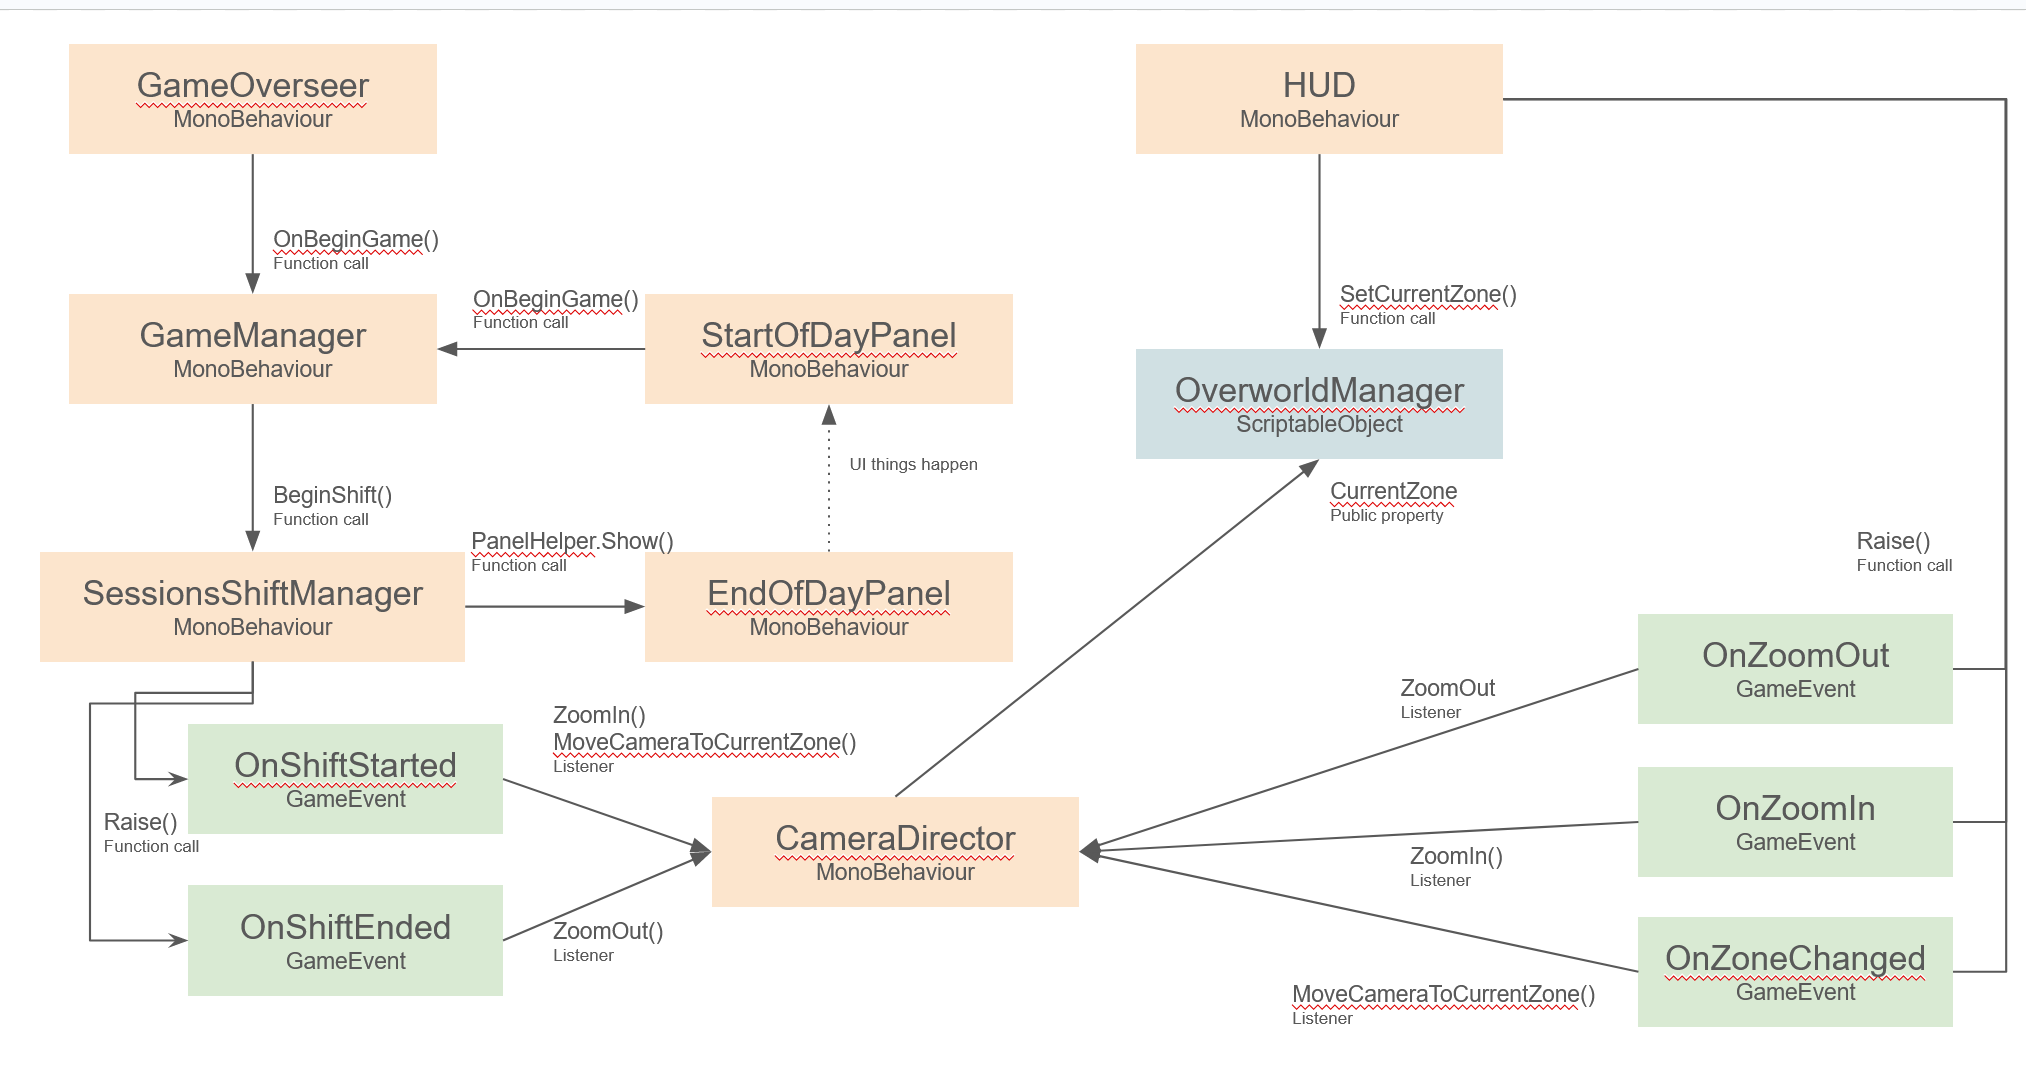 GameOverseer
MonoBehaviour
HUD
MonoBehaviour
OnBeginGame()
Function call
GameManager
MonoBehaviour
OnBeginGame()
Function call
StartOfDayPanel
MonoBehaviour
SetCurrentZone()
Function call
OverworldManager
ScriptableObject
UI things happen
CurrentZone
Public property
BeginShift()
Function call
PanelHelper.Show()
Function call
SessionsShiftManager
MonoBehaviour
EndOfDayPanel
MonoBehaviour
Raise()
Function call
OnZoomOut
GameEvent
ZoomOut
Listener
ZoomIn()
MoveCameraToCurrentZone()
Listener
OnShiftStarted
GameEvent
Raise()
Function call
CameraDirector
MonoBehaviour
OnZoomIn
GameEvent
ZoomIn()
Listener
OnShiftEnded
GameEvent
ZoomOut()
Listener
OnZoneChanged
GameEvent
MoveCameraToCurrentZone()
Listener